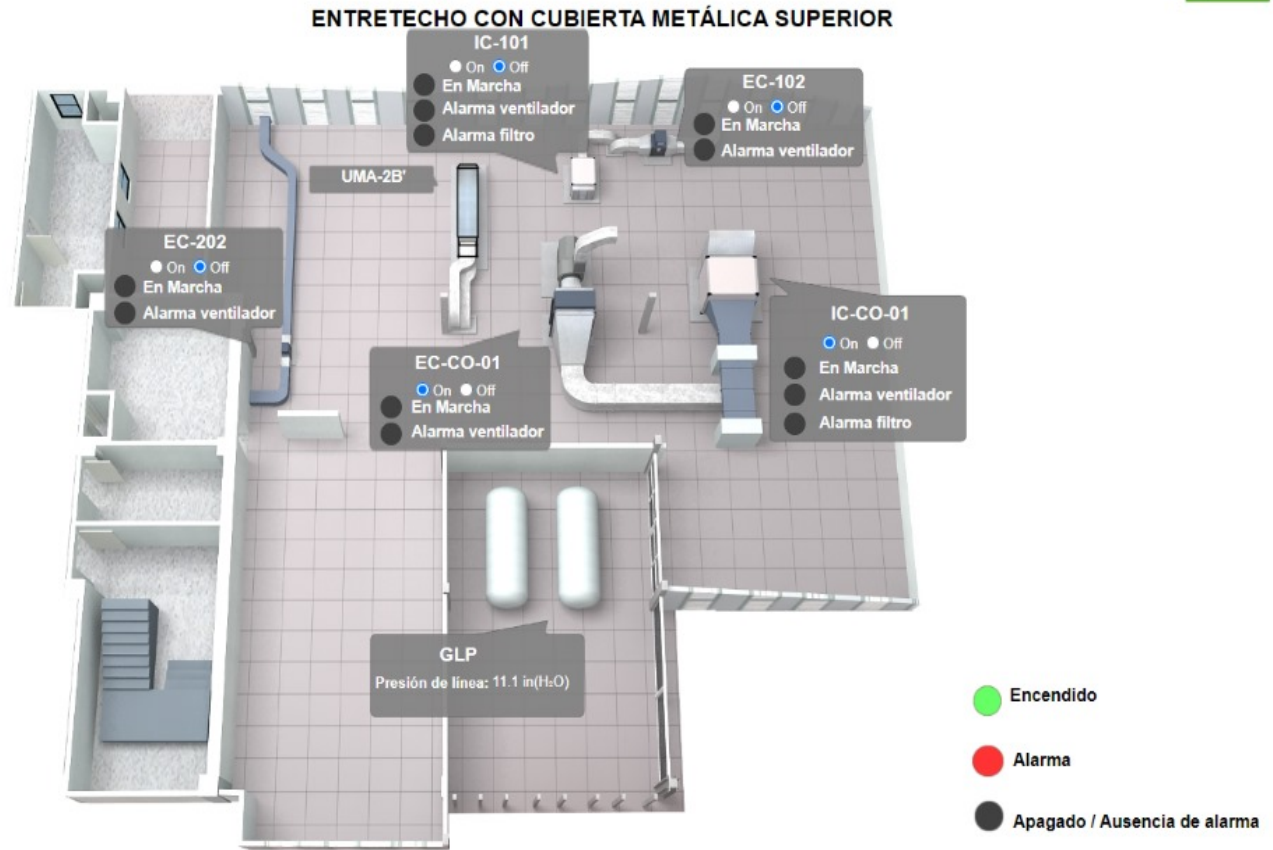 ENTRETECHO CON CUBIERTA METÁLICA SUPERIOR
IC-101
On Off
En Marcha
Alarma ventilador
Alarma filtro
EC-102
On Off
En Marcha
Alarma ventilador
UMA-2B'
EC-202
On Off
En Marcha
Alarma ventilador
EC-CO-01
On Off
En Marcha
Alarma ventilador
IC-CO-01
On Off
En Marcha
Alarma ventilador
Alarma filtro
GLP
Presión de línea: 11.1 in(H₂O)
Encendido
Alarma
Apagado / Ausencia de alarma